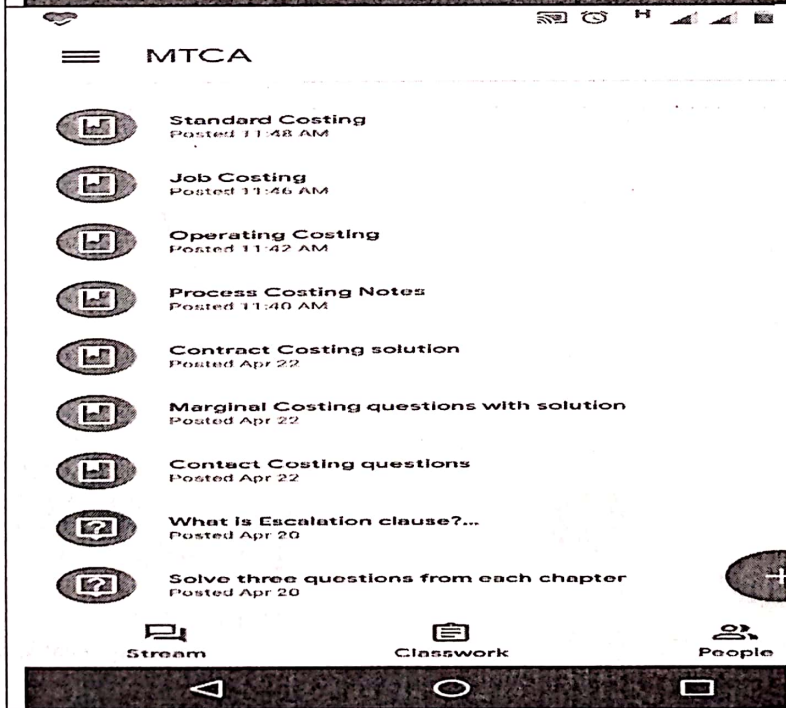 H
MTCA
Standard Costing
Posted 11:48 AM
Job Costing
Posted 11:46 AM
Operating Costing
Posted 11:42 AM
Process Costing Notes
Posted 11:40 AM
Contract Costing solution
Posted Apr 22
Marginal Costing questions with solution
Posted Apr 22
Contact Costing questions
Posted Apr 22
What is Escalation clause?...
Posted Apr 20
Solve three questions from each chapter
Posted Apr 20
Stream Classwork People